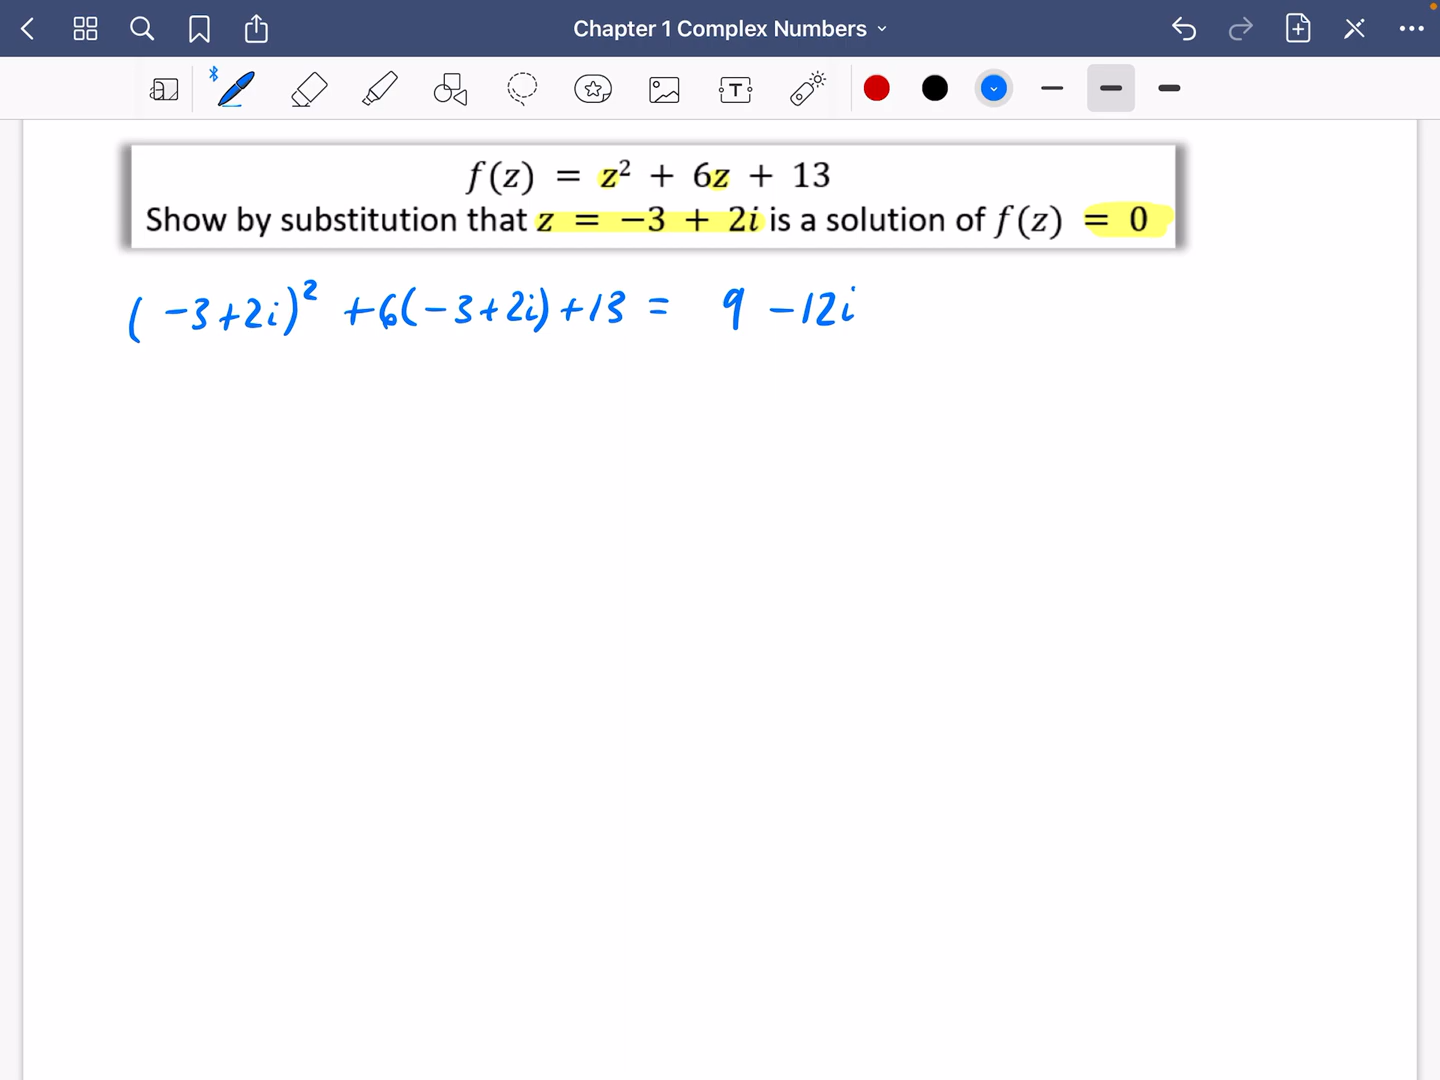 Chapter 1 Complex Numbers
a
T
f(z) = z² + 6z + 13
Show by substitution that z = −3 + 2i is a solution of f(z) = 0
(-3+2i)² +6(-3+2i)+13 = 9 -12i